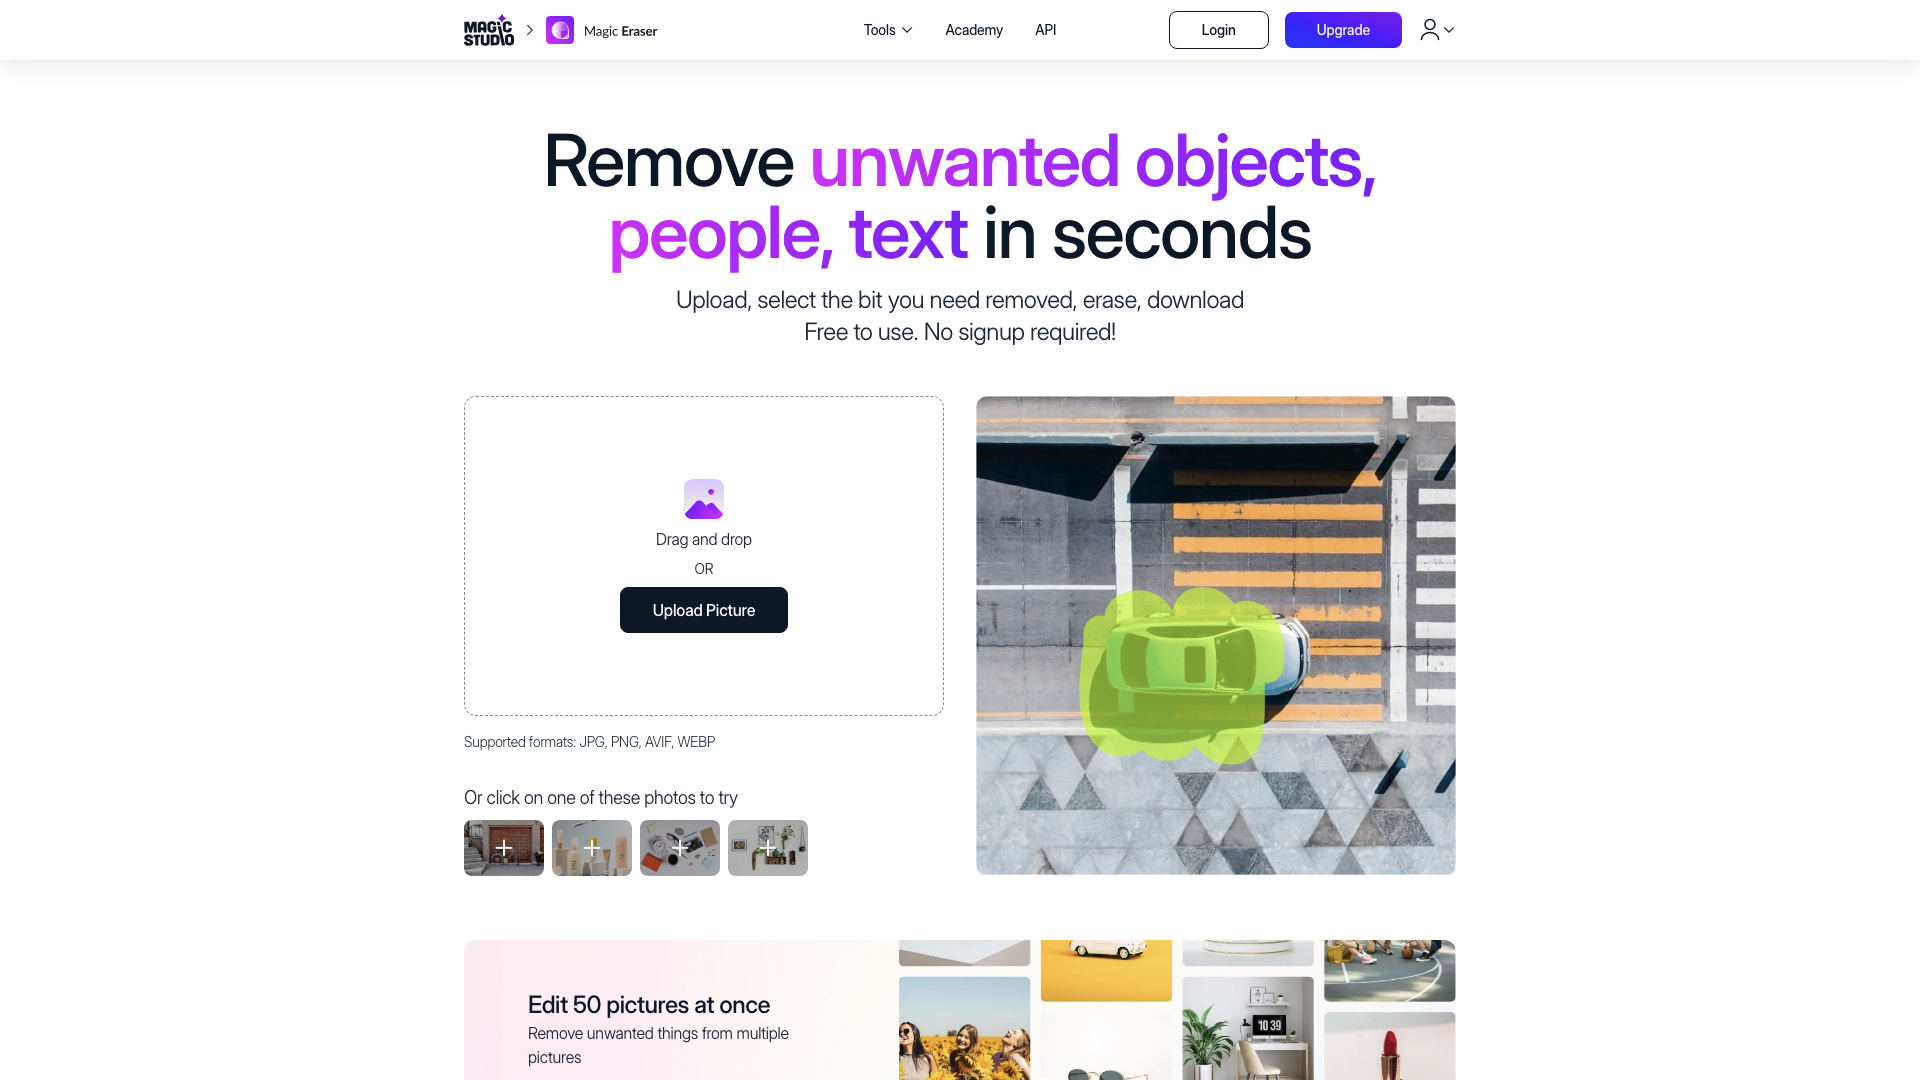 MAGIC
STUDIO
Magic Eraser
Tools
Academy
API
Login
Upgrade
Remove unwanted objects,
people, text in seconds
Upload, select the bit you need removed, erase, download
Free to use. No signup required!
Drag and drop
OR
Upload Picture
Supported formats: JPG, PNG, AVIF, WEBP
Or click on one of these photos to try
Edit 50 pictures at once
Remove unwanted things from multiple
pictures
10 39